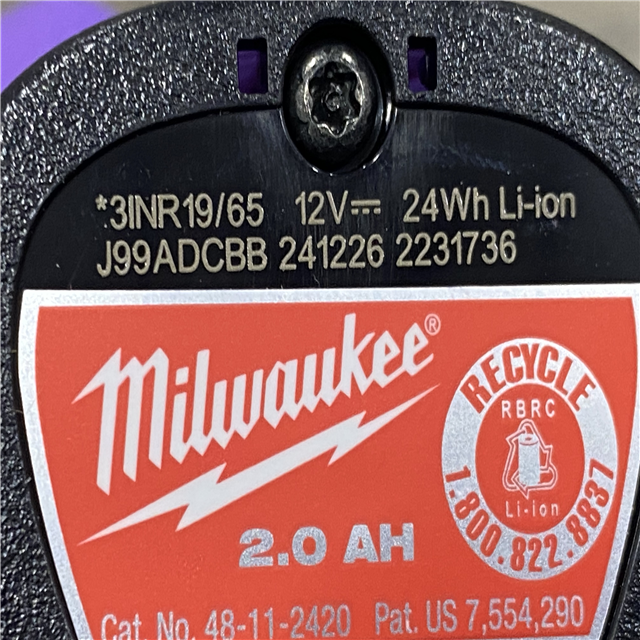 *3INR19/65 12V⎓ 24Wh Li-ion
J99ADCBB 241226 2231736
Milwaukee®
RECYCLE
RBRC
Li-ion
1.800.822.8837
2.0 AH
Cat. No. 48-11-2420 Pat. US 7,554,290